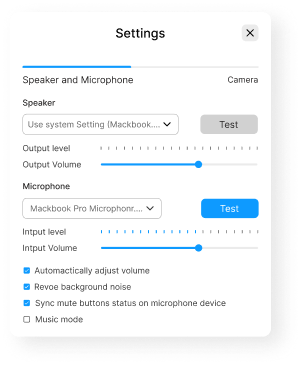 Settings
Speaker and Microphone
Camera
Speaker
Use system Setting (Mackbook....
Test
Output level
Output Volume
Microphone
Mackbook Pro Microphonr....
Test
Intput level
Intput Volume
Automactically adjust volume
Revoe background noise
Sync mute buttons status on microphone device
Music mode